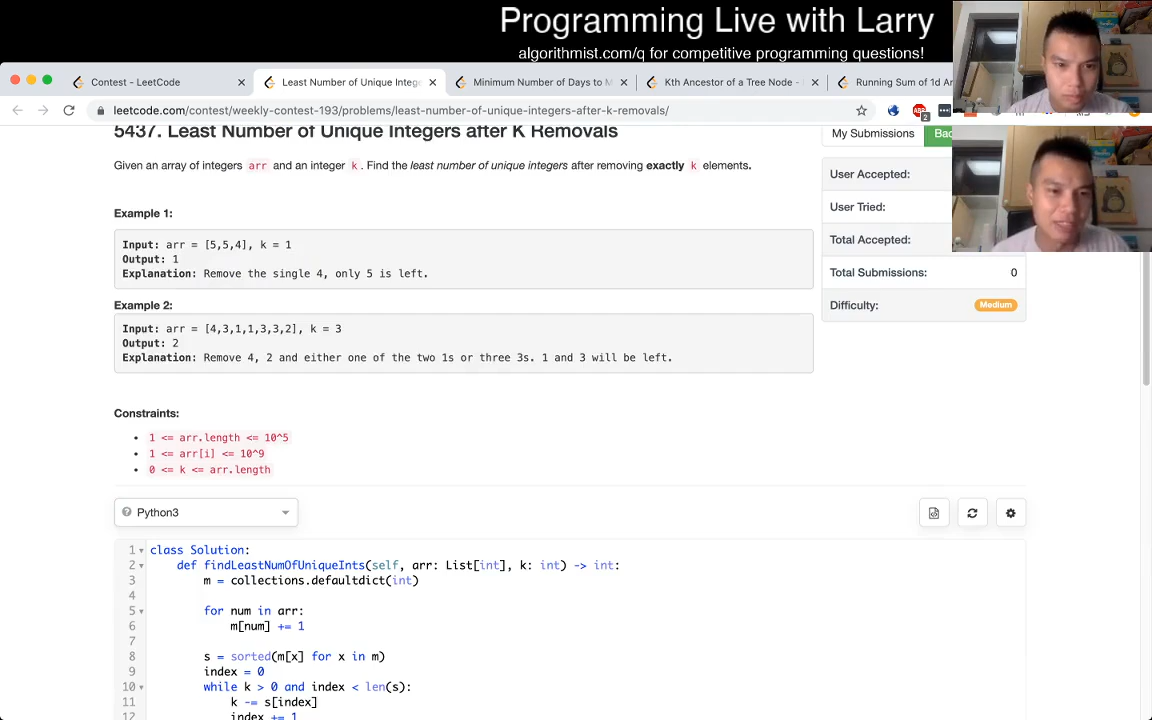 Programming Live with Larry
algorithmist.com/q for competitive programming questions!
Contest - LeetCode
Least Number of Unique Intege
Minimum Number of Days to M
Kth Ancestor of a Tree Node -
Running Sum of 1d Ar
leetcode.com/contest/weekly-contest-193/problems/least-number-of-unique-integers-after-k-removals/
5437. Least Number of Unique Integers after K Removals
My Submissions
Bac
Given an array of integers arr and an integer k. Find the least number of unique integers after removing exactly k elements.
User Accepted:
User Tried:
Total Accepted:
Total Submissions: 0
Difficulty: Medium
Example 1:
Input: arr = [5,5,4], k = 1
Output: 1
Explanation: Remove the single 4, only 5 is left.
Example 2:
Input: arr = [4,3,1,1,3,3,2], k = 3
Output: 2
Explanation: Remove 4, 2 and either one of the two 1s or three 3s. 1 and 3 will be left.
Constraints:
1 <= arr.length <= 10^5
1 <= arr[i] <= 10^9
0 <= k <= arr.length
Python3
1 class Solution:
2 def findLeastNumOfUniqueInts(self, arr: List[int], k: int) -> int:
3 m = collections.defaultdict(int)
4
5 for num in arr:
6 m[num] += 1
7
8 s = sorted(m[x] for x in m)
9 index = 0
10 while k > 0 and index < len(s):
11 k -= s[index]
12 index += 1